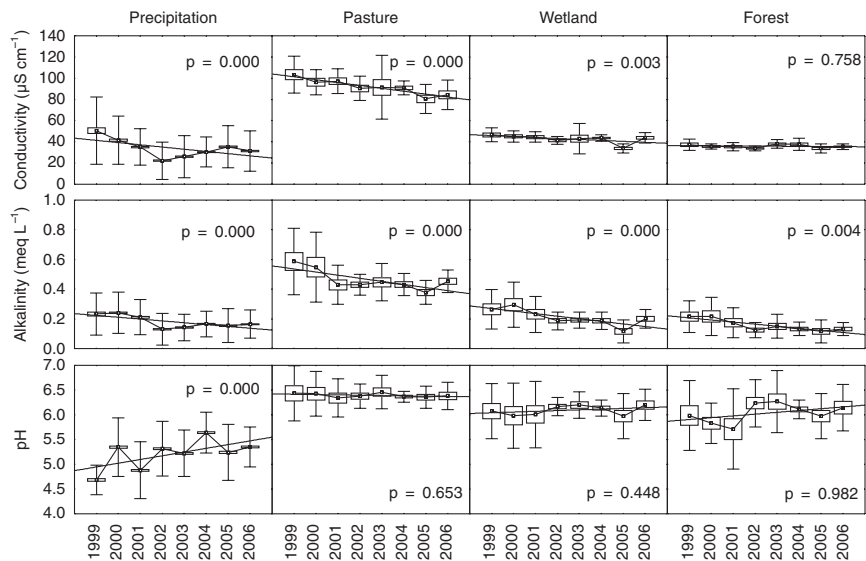 Precipitation Pasture Wetland Forest
Conductivity (µS cm⁻¹)
140
120
100
80
60
40
20
0
p = 0.000 p = 0.000 p = 0.003 p = 0.758
Alkalinity (meq L⁻¹)
1.0
0.8
0.6
0.4
0.2
0.0
p = 0.000 p = 0.000 p = 0.000 p = 0.004
pH
7.0
6.5
6.0
5.5
5.0
4.5
4.0
p = 0.000 p = 0.653 p = 0.448 p = 0.982
1999 2000 2001 2002 2003 2004 2005 2006 1999 2000 2001 2002 2003 2004 2005 2006 1999 2000 2001 2002 2003 2004 2005 2006 1999 2000 2001 2002 2003 2004 2005 2006